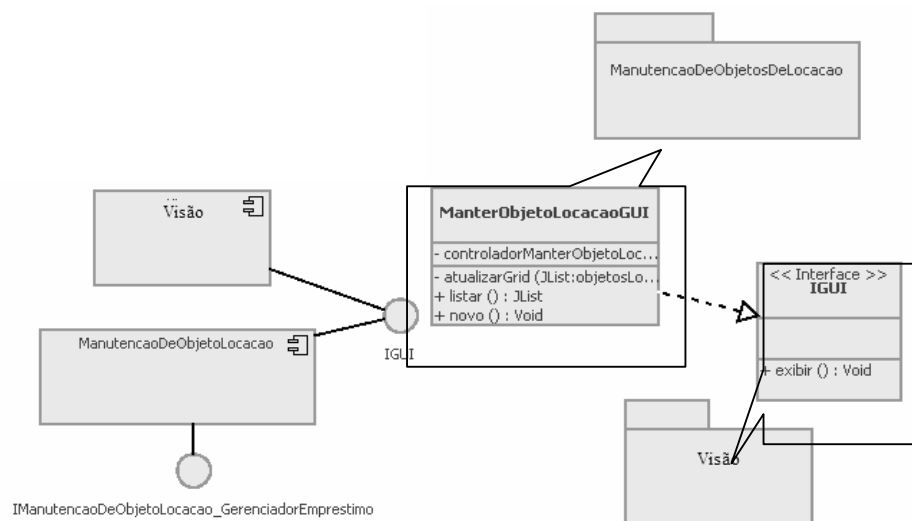 ManutencaoDeObjetosDeLocacao
Visão
ManterObjetoLocacaoGUI
- controladorManterObjetoLoc...
- atualizarGrid (JList:objetosLo...
+ listar () : JList
+ novo () : Void
<< Interface >>
IGUI
+ exibir () : Void
ManutencaoDeObjetoLocacao
IGUI
Visão
IManutencaoDeObjetoLocacao_GerenciadorEmprestimo